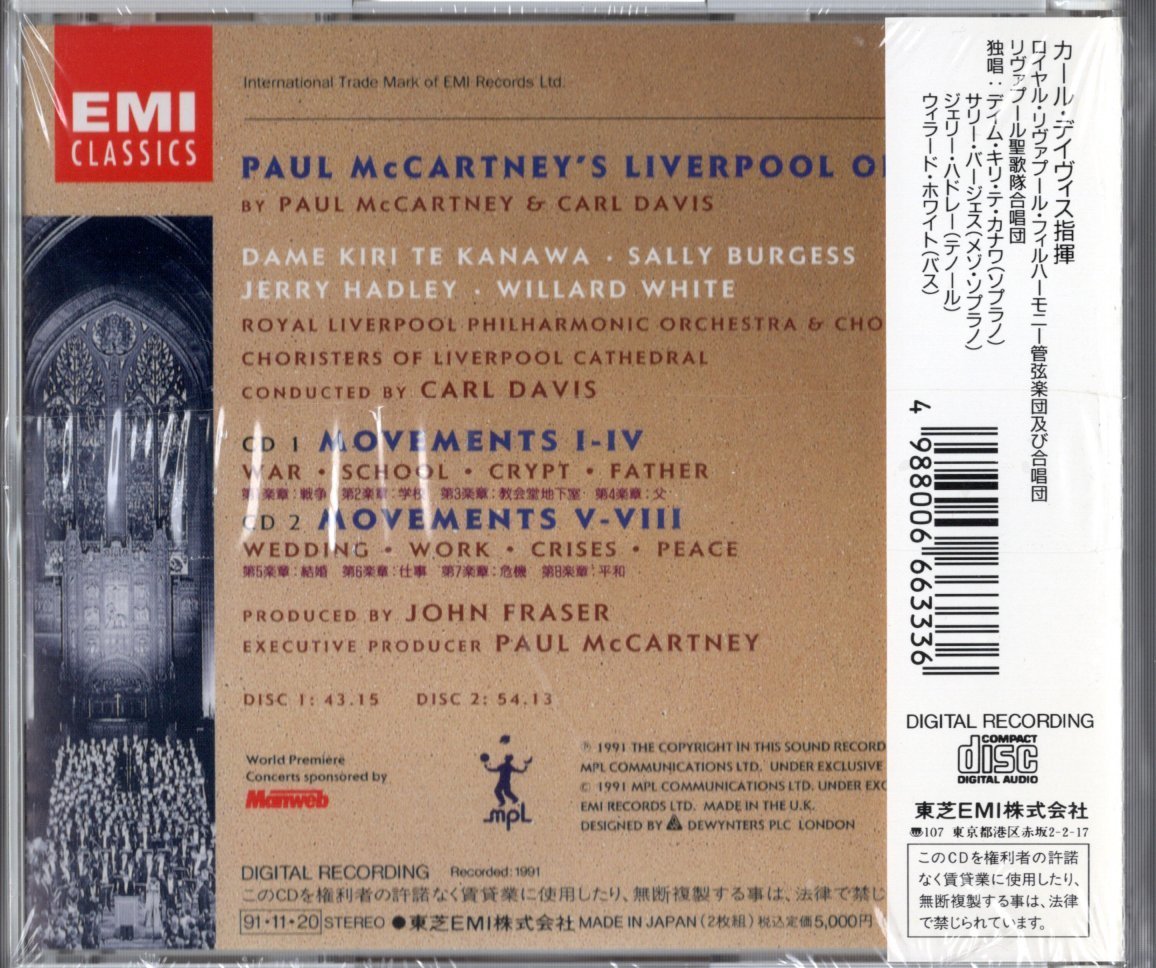 EMI
CLASSICS
International Trade Mark of EMI Records Ltd.
PAUL McCARTNEY'S LIVERPOOL O
BY PAUL McCARTNEY & CARL DAVIS
DAME KIRI TE KANAWA · SALLY BURGESS
JERRY HADLEY · WILLARD WHITE
ROYAL LIVERPOOL PHILHARMONIC ORCHESTRA & CHO
CHORISTERS OF LIVERPOOL CATHEDRAL
CONDUCTED BY CARL DAVIS
CD 1 MOVEMENTS I-IV
WAR · SCHOOL · CRYPT · FATHER
第1楽章:戦争 第2楽章:学校 第3楽章:教会堂地下室 第4楽章:父
CD 2 MOVEMENTS V-VIII
WEDDING · WORK · CRISES · PEACE
第5楽章:結婚 第6楽章:仕事 第7楽章:危機 第8楽章:平和
PRODUCED BY JOHN FRASER
EXECUTIVE PRODUCER PAUL McCARTNEY
DISC 1: 43.15 DISC 2: 54.13
World Première
Concerts sponsored by
Manweb
mpl
℗ 1991 THE COPYRIGHT IN THIS SOUND RECORD
MPL COMMUNICATIONS LTD. UNDER EXCLUSIVE
© 1991 MPL COMMUNICATIONS LTD. UNDER EXC
EMI RECORDS LTD. MADE IN THE U.K.
DESIGNED BY DEWYNTERS PLC LONDON
DIGITAL RECORDING Recorded:1991
このCDを権利者の許諾なく賃貸業に使用したり、無断複製する事は、法律で禁じ
91・11・20 STEREO ●東芝EMI株式会社 MADE IN JAPAN (2枚組) 税込定価5,000円
カール・デイヴィス指揮
ロイヤル・リヴァプール・フィルハーモニー管弦楽団及び合唱団
リヴァプール聖歌隊合唱団
独唱:デイム・キリ・テ・カナワ(ソプラノ)
サリー・バージェス(メゾ・ソプラノ)
ジェリー・ハドレー(テノール)
ウィラード・ホワイト(バス)
4 988006 663336
DIGITAL RECORDING
COMPACT
disc
DIGITAL AUDIO
東芝EMI株式会社
〠107 東京都港区赤坂2-2-17
このCDを権利者の許諾
なく賃貸業に使用したり、
無断複製する事は、法律
で禁じられています。